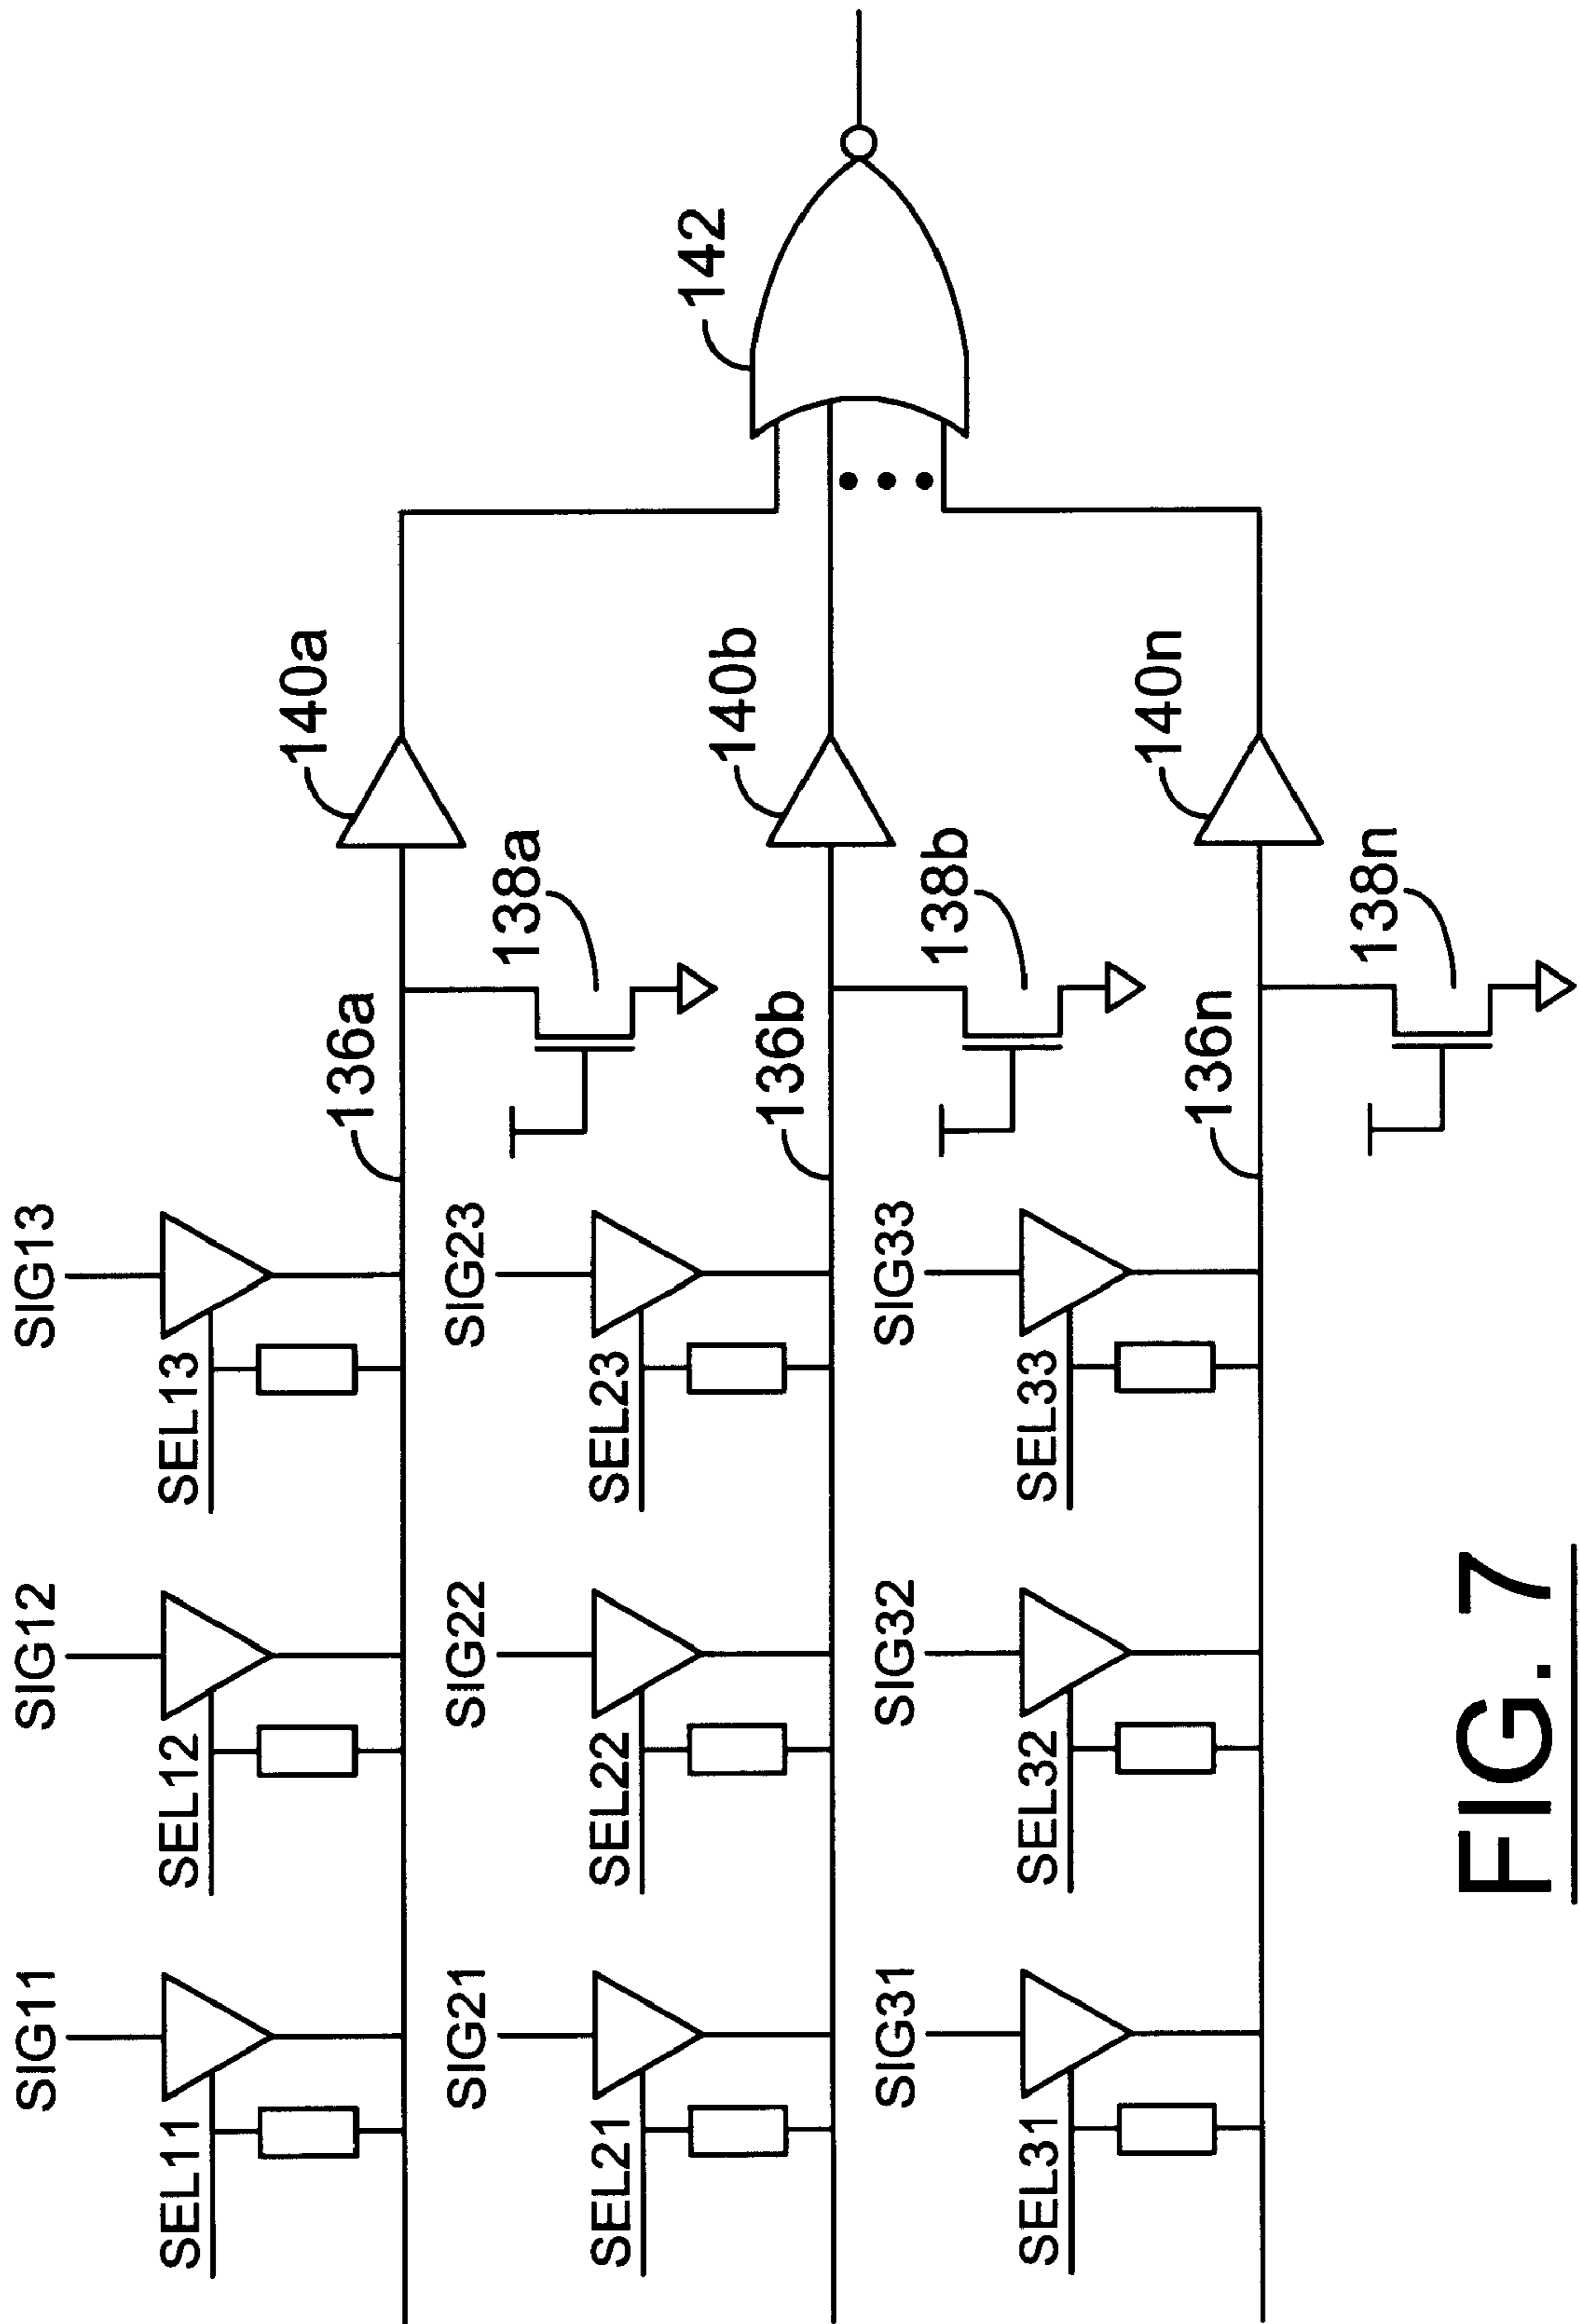 SIG11
SIG12
SIG13
SEL11
SEL12
SEL13
136a
138a
140a
142
SIG21
SIG22
SIG23
SEL21
SEL22
SEL23
136b
138b
140b
SIG31
SIG32
SIG33
SEL31
SEL32
SEL33
136n
138n
140n
FIG. 7